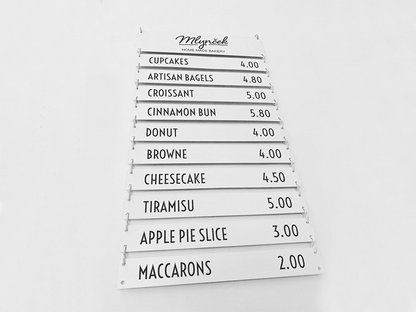 Mlynček
HOME MADE BAKERY
CUPCAKES 4.00
ARTISAN BAGELS 4.80
CROISSANT 5.00
CINNAMON BUN 5.80
DONUT 4.00
BROWNE 4.00
CHEESECAKE 4.50
TIRAMISU 5.00
APPLE PIE SLICE 3.00
MACCARONS 2.00